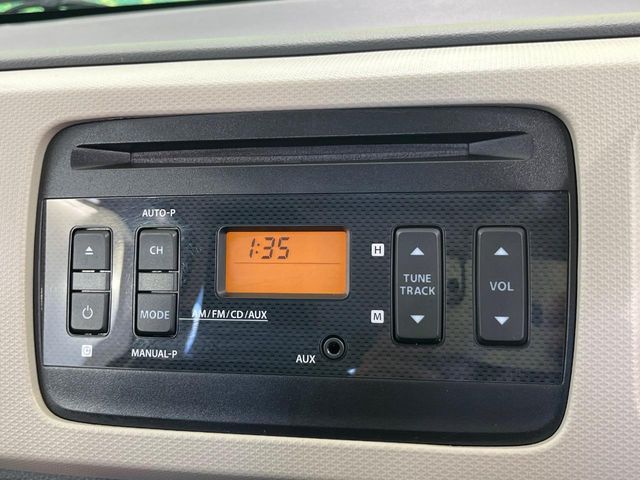 AUTO-P
CH
1:35
H
TUNE
TRACK
VOL
MODE
AM/FM/CD/AUX
M
MANUAL-P
AUX